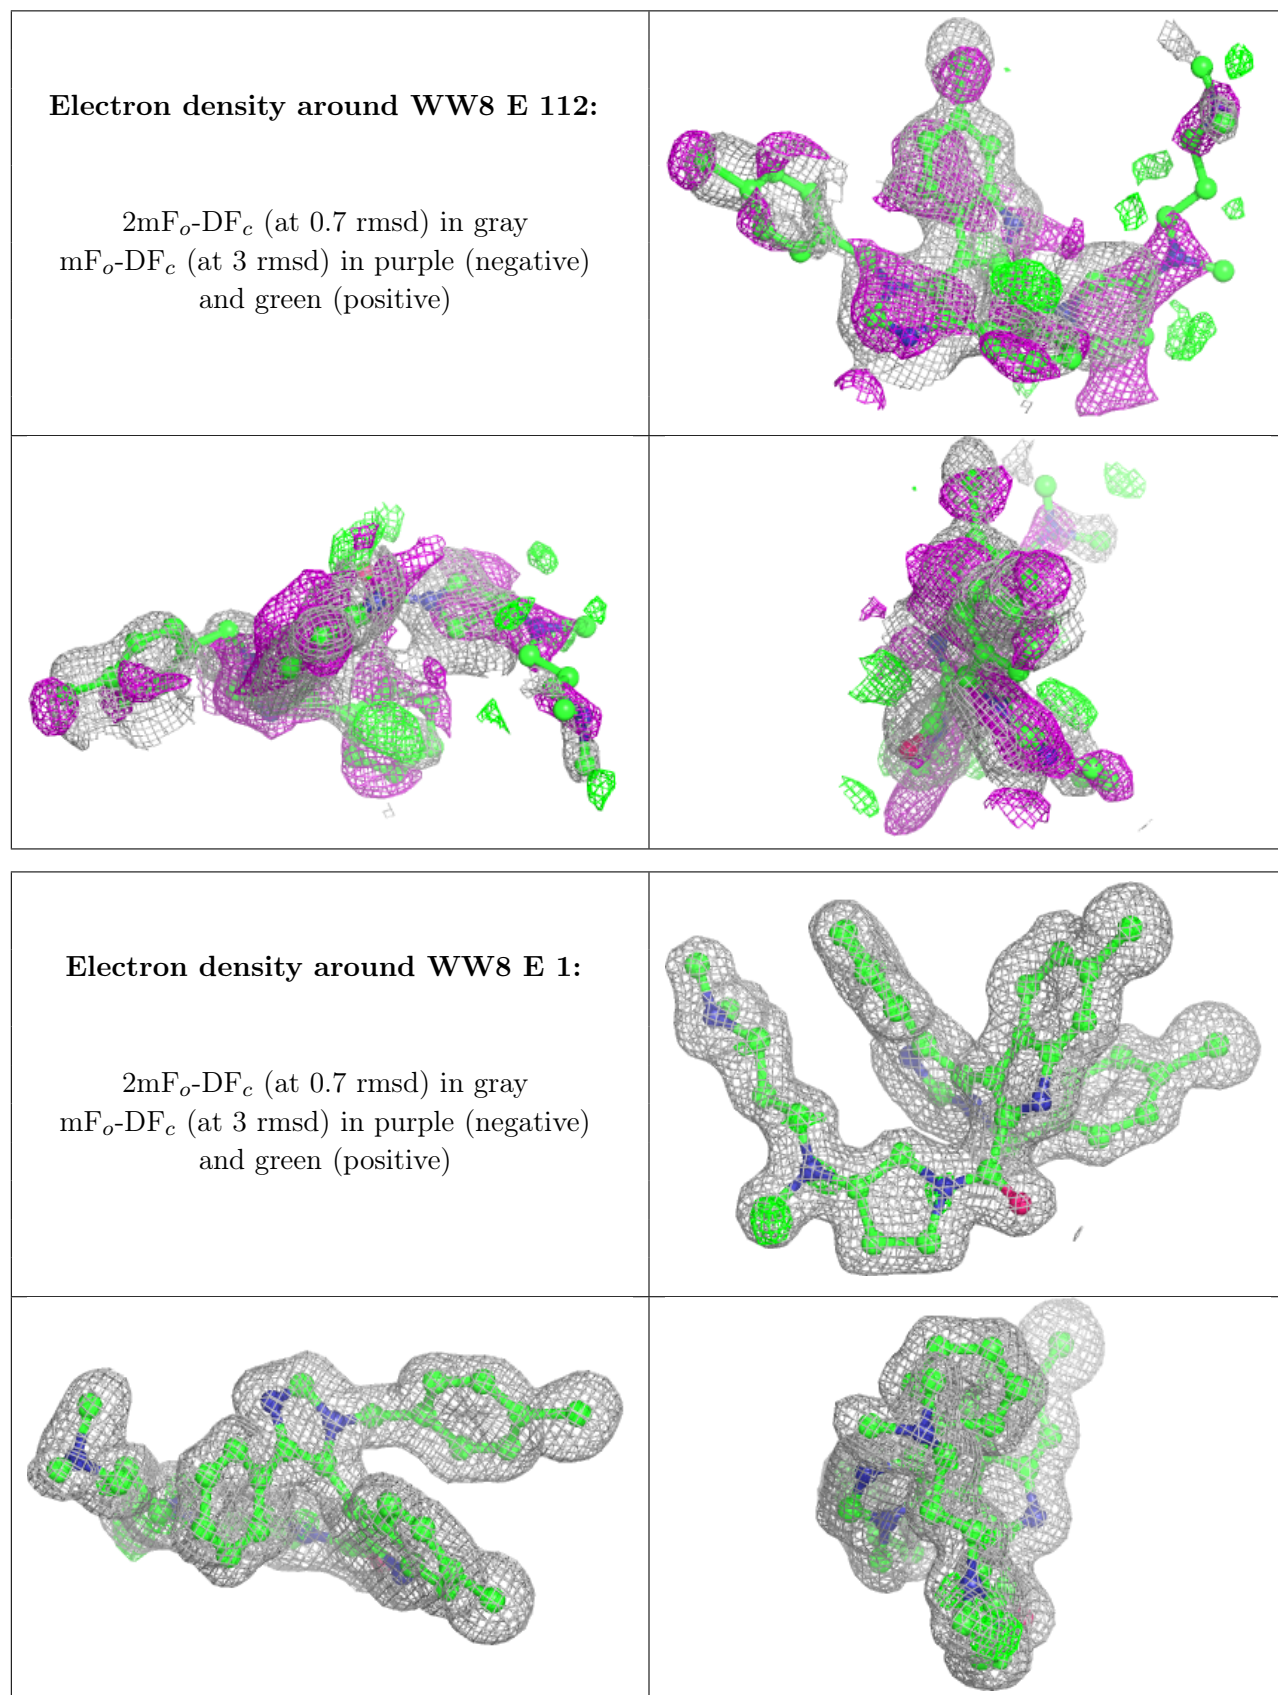 Electron density around WW8 E 112:
2mFo-DFc (at 0.7 rmsd) in gray
mFo-DFc (at 3 rmsd) in purple (negative)
and green (positive)
Electron density around WW8 E 1:
2mFo-DFc (at 0.7 rmsd) in gray
mFo-DFc (at 3 rmsd) in purple (negative)
and green (positive)